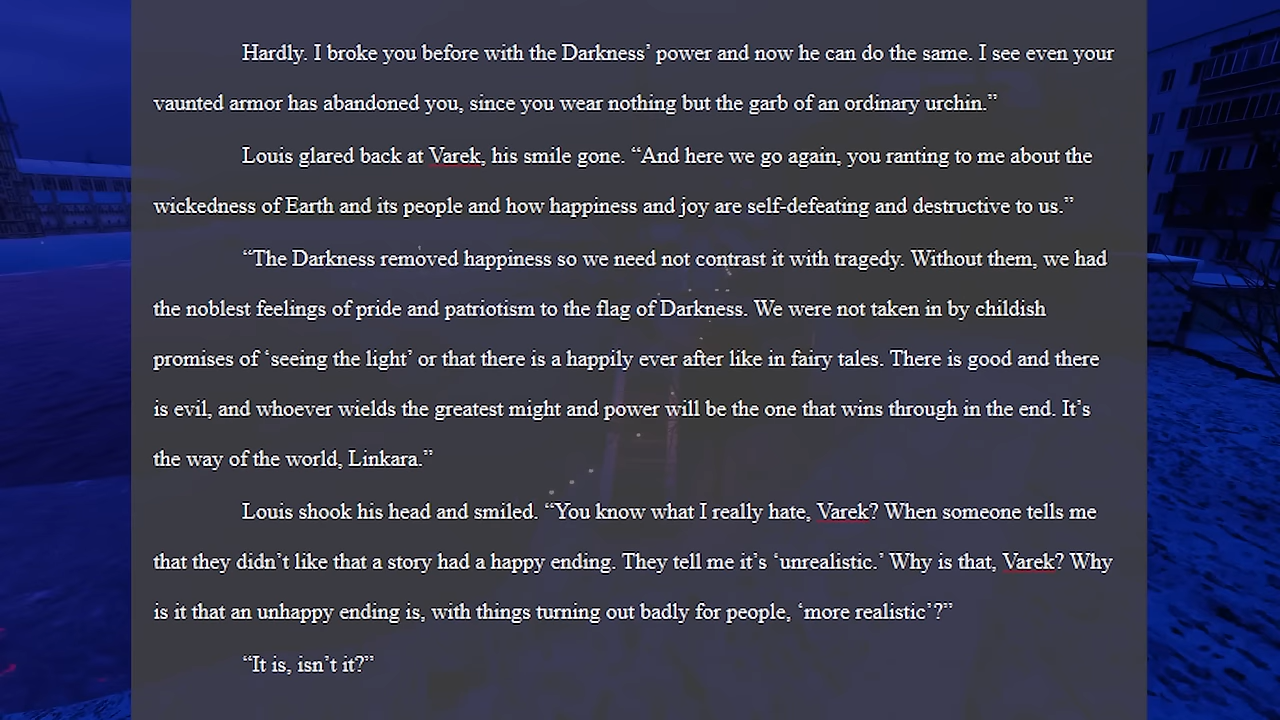 Hardly. I broke you before with the Darkness’ power and now he can do the same. I see even your
vaunted armor has abandoned you, since you wear nothing but the garb of an ordinary urchin.”
Louis glared back at Varek, his smile gone. “And here we go again, you ranting to me about the
wickedness of Earth and its people and how happiness and joy are self-defeating and destructive to us.”
“The Darkness removed happiness so we need not contrast it with tragedy. Without them, we had
the noblest feelings of pride and patriotism to the flag of Darkness. We were not taken in by childish
promises of ‘seeing the light’ or that there is a happily ever after like in fairy tales. There is good and there
is evil, and whoever wields the greatest might and power will be the one that wins through in the end. It’s
the way of the world, Linkara.”
Louis shook his head and smiled. “You know what I really hate, Varek? When someone tells me
that they didn’t like that a story had a happy ending. They tell me it’s ‘unrealistic.’ Why is that, Varek? Why
is it that an unhappy ending is, with things turning out badly for people, ‘more realistic’?”
“It is, isn’t it?”